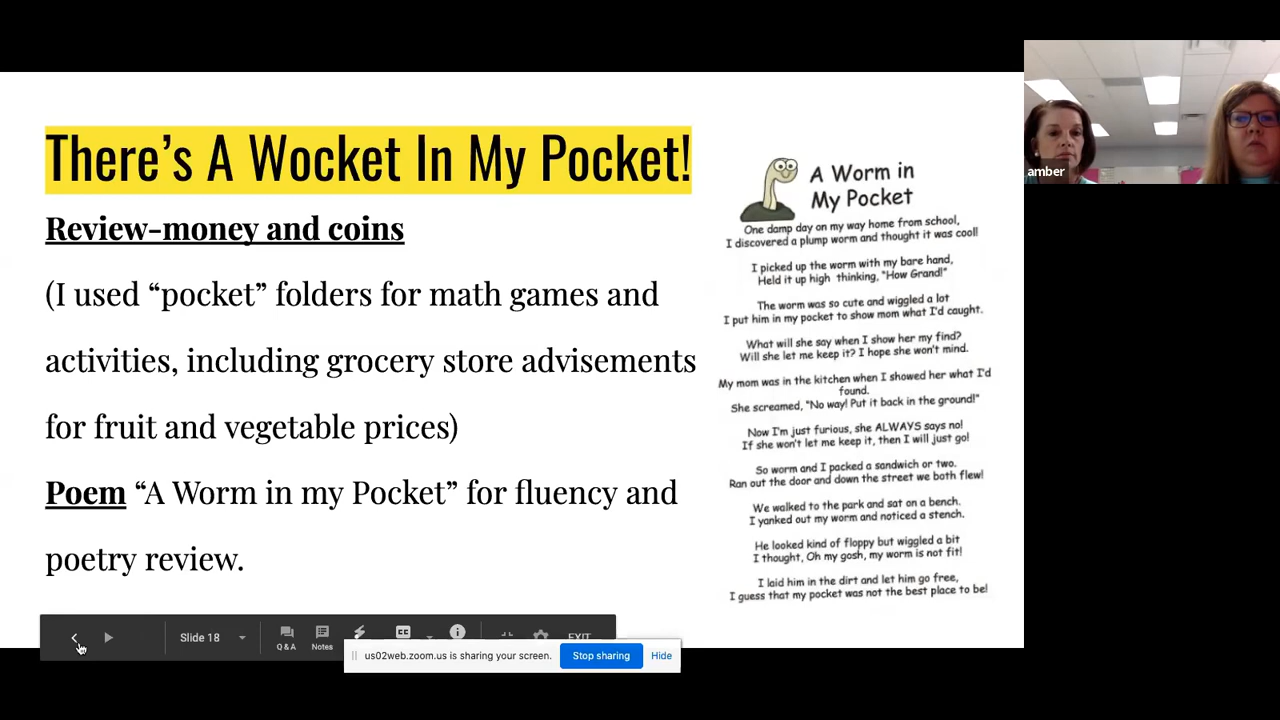 There's A Wocket In My Pocket!
Review-money and coins
(I used “pocket” folders for math games and
activities, including grocery store advisements
for fruit and vegetable prices)
Poem “A Worm in my Pocket” for fluency and
poetry review.
A Worm in
My Pocket
One damp day on my way home from school,
I discovered a plump worm and thought it was cool!
I picked up the worm with my bare hand,
Held it up high thinking, "How Grand!"
The worm was so cute and wiggled a lot
I put him in my pocket to show mom what I'd caught.
What will she say when I show her my find?
Will she let me keep it? I hope she won't mind.
My mom was in the kitchen when I showed her what I'd
found.
She screamed, "No way! Put it back in the ground!"
Now I'm just furious, she ALWAYS says no!
If she won't let me keep it, then I will just go!
So worm and I packed a sandwich or two.
Ran out the door and down the street we both flew!
We walked to the park and sat on a bench.
I yanked out my worm and noticed a stench.
He looked kind of floppy but wiggled a bit
I thought, Oh my gosh, my worm is not fit!
I laid him in the dirt and let him go free,
I guess that my pocket was not the best place to be!
amber
Slide 18
Q & A
Notes
CC
EXIT
us02web.zoom.us is sharing your screen.
Stop sharing
Hide